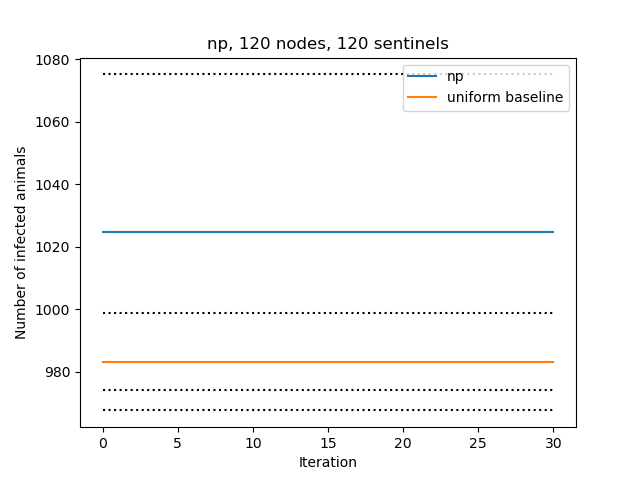 np, 120 nodes, 120 sentinels
np
uniform baseline
Number of infected animals
1080
1060
1040
1020
1000
980
0 5 10 15 20 25 30
Iteration